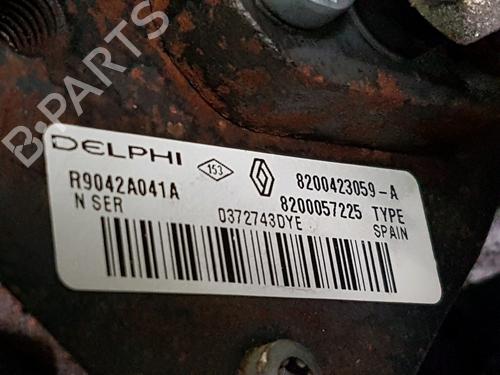 B-PARTS
DELPHI 153 8200423059-A
R9042A041A 8200057225 TYPE
N SER 0372743DYE SPAIN